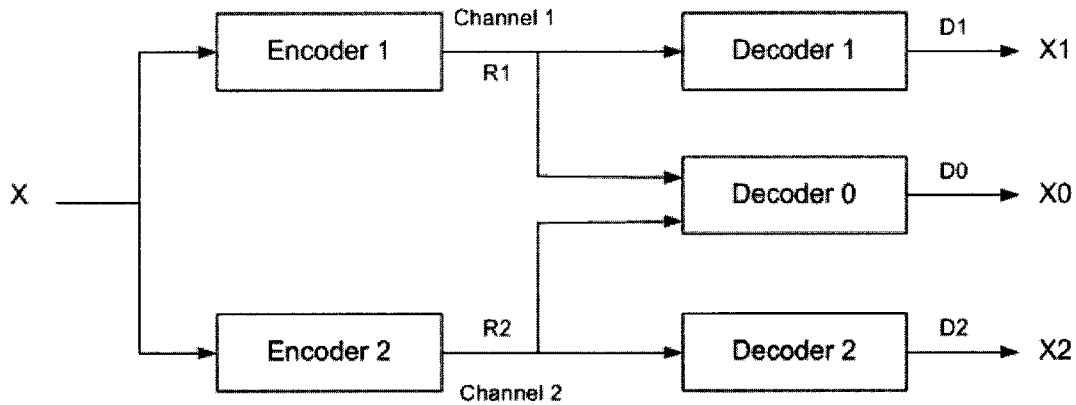 Channel 1
Encoder 1
R1
Decoder 1
D1
X1
X
Decoder 0
D0
X0
Encoder 2
R2
Channel 2
Decoder 2
D2
X2